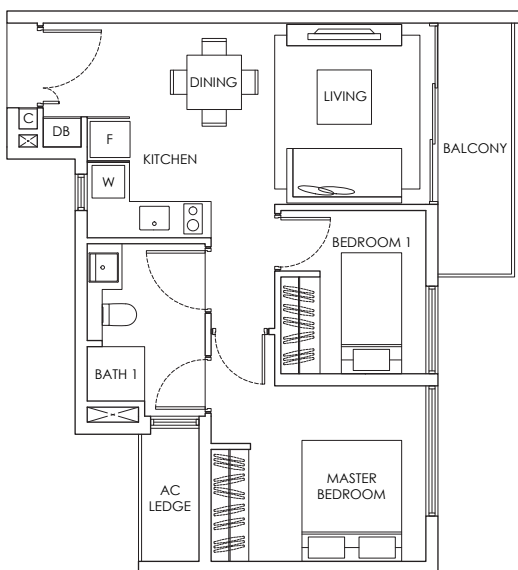 DINING
LIVING
C
DB
F
KITCHEN
BALCONY
W
BEDROOM 1
BATH 1
AC
LEDGE
MASTER
BEDROOM